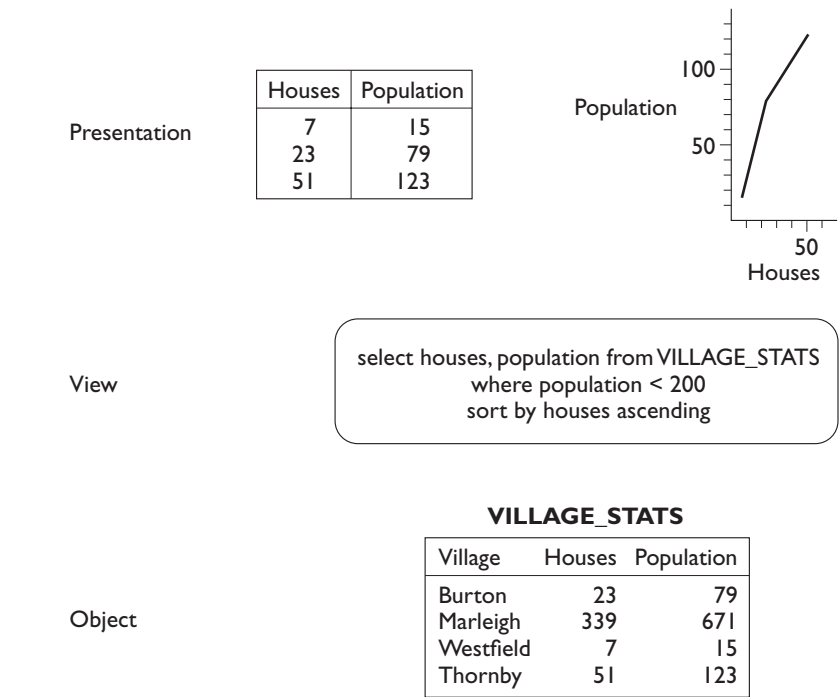 Presentation
Houses Population
7 15
23 79
51 123
100
Population
50
50
Houses
View
select houses, population from VILLAGE_STATS
where population < 200
sort by houses ascending
Object
VILLAGE_STATS
Village Houses Population
Burton 23 79
Marleigh 339 671
Westfield 7 15
Thornby 51 123